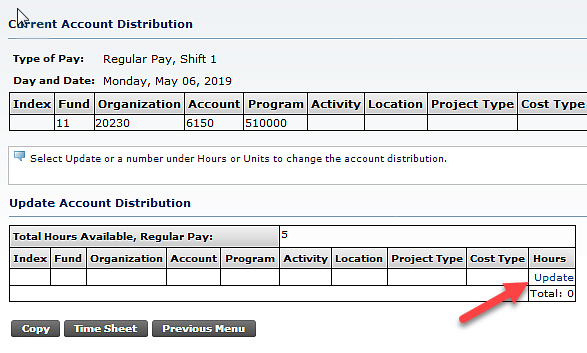 Current Account Distribution
Type of Pay: Regular Pay, Shift 1
Day and Date: Monday, May 06, 2019
Index Fund Organization Account Program Activity Location Project Type Cost Type
11 20230 6150 510000
Select Update or a number under Hours or Units to change the account distribution.
Update Account Distribution
Total Hours Available, Regular Pay: 5
Index Fund Organization Account Program Activity Location Project Type Cost Type Hours
Update
Total: 0
Copy Time Sheet Previous Menu